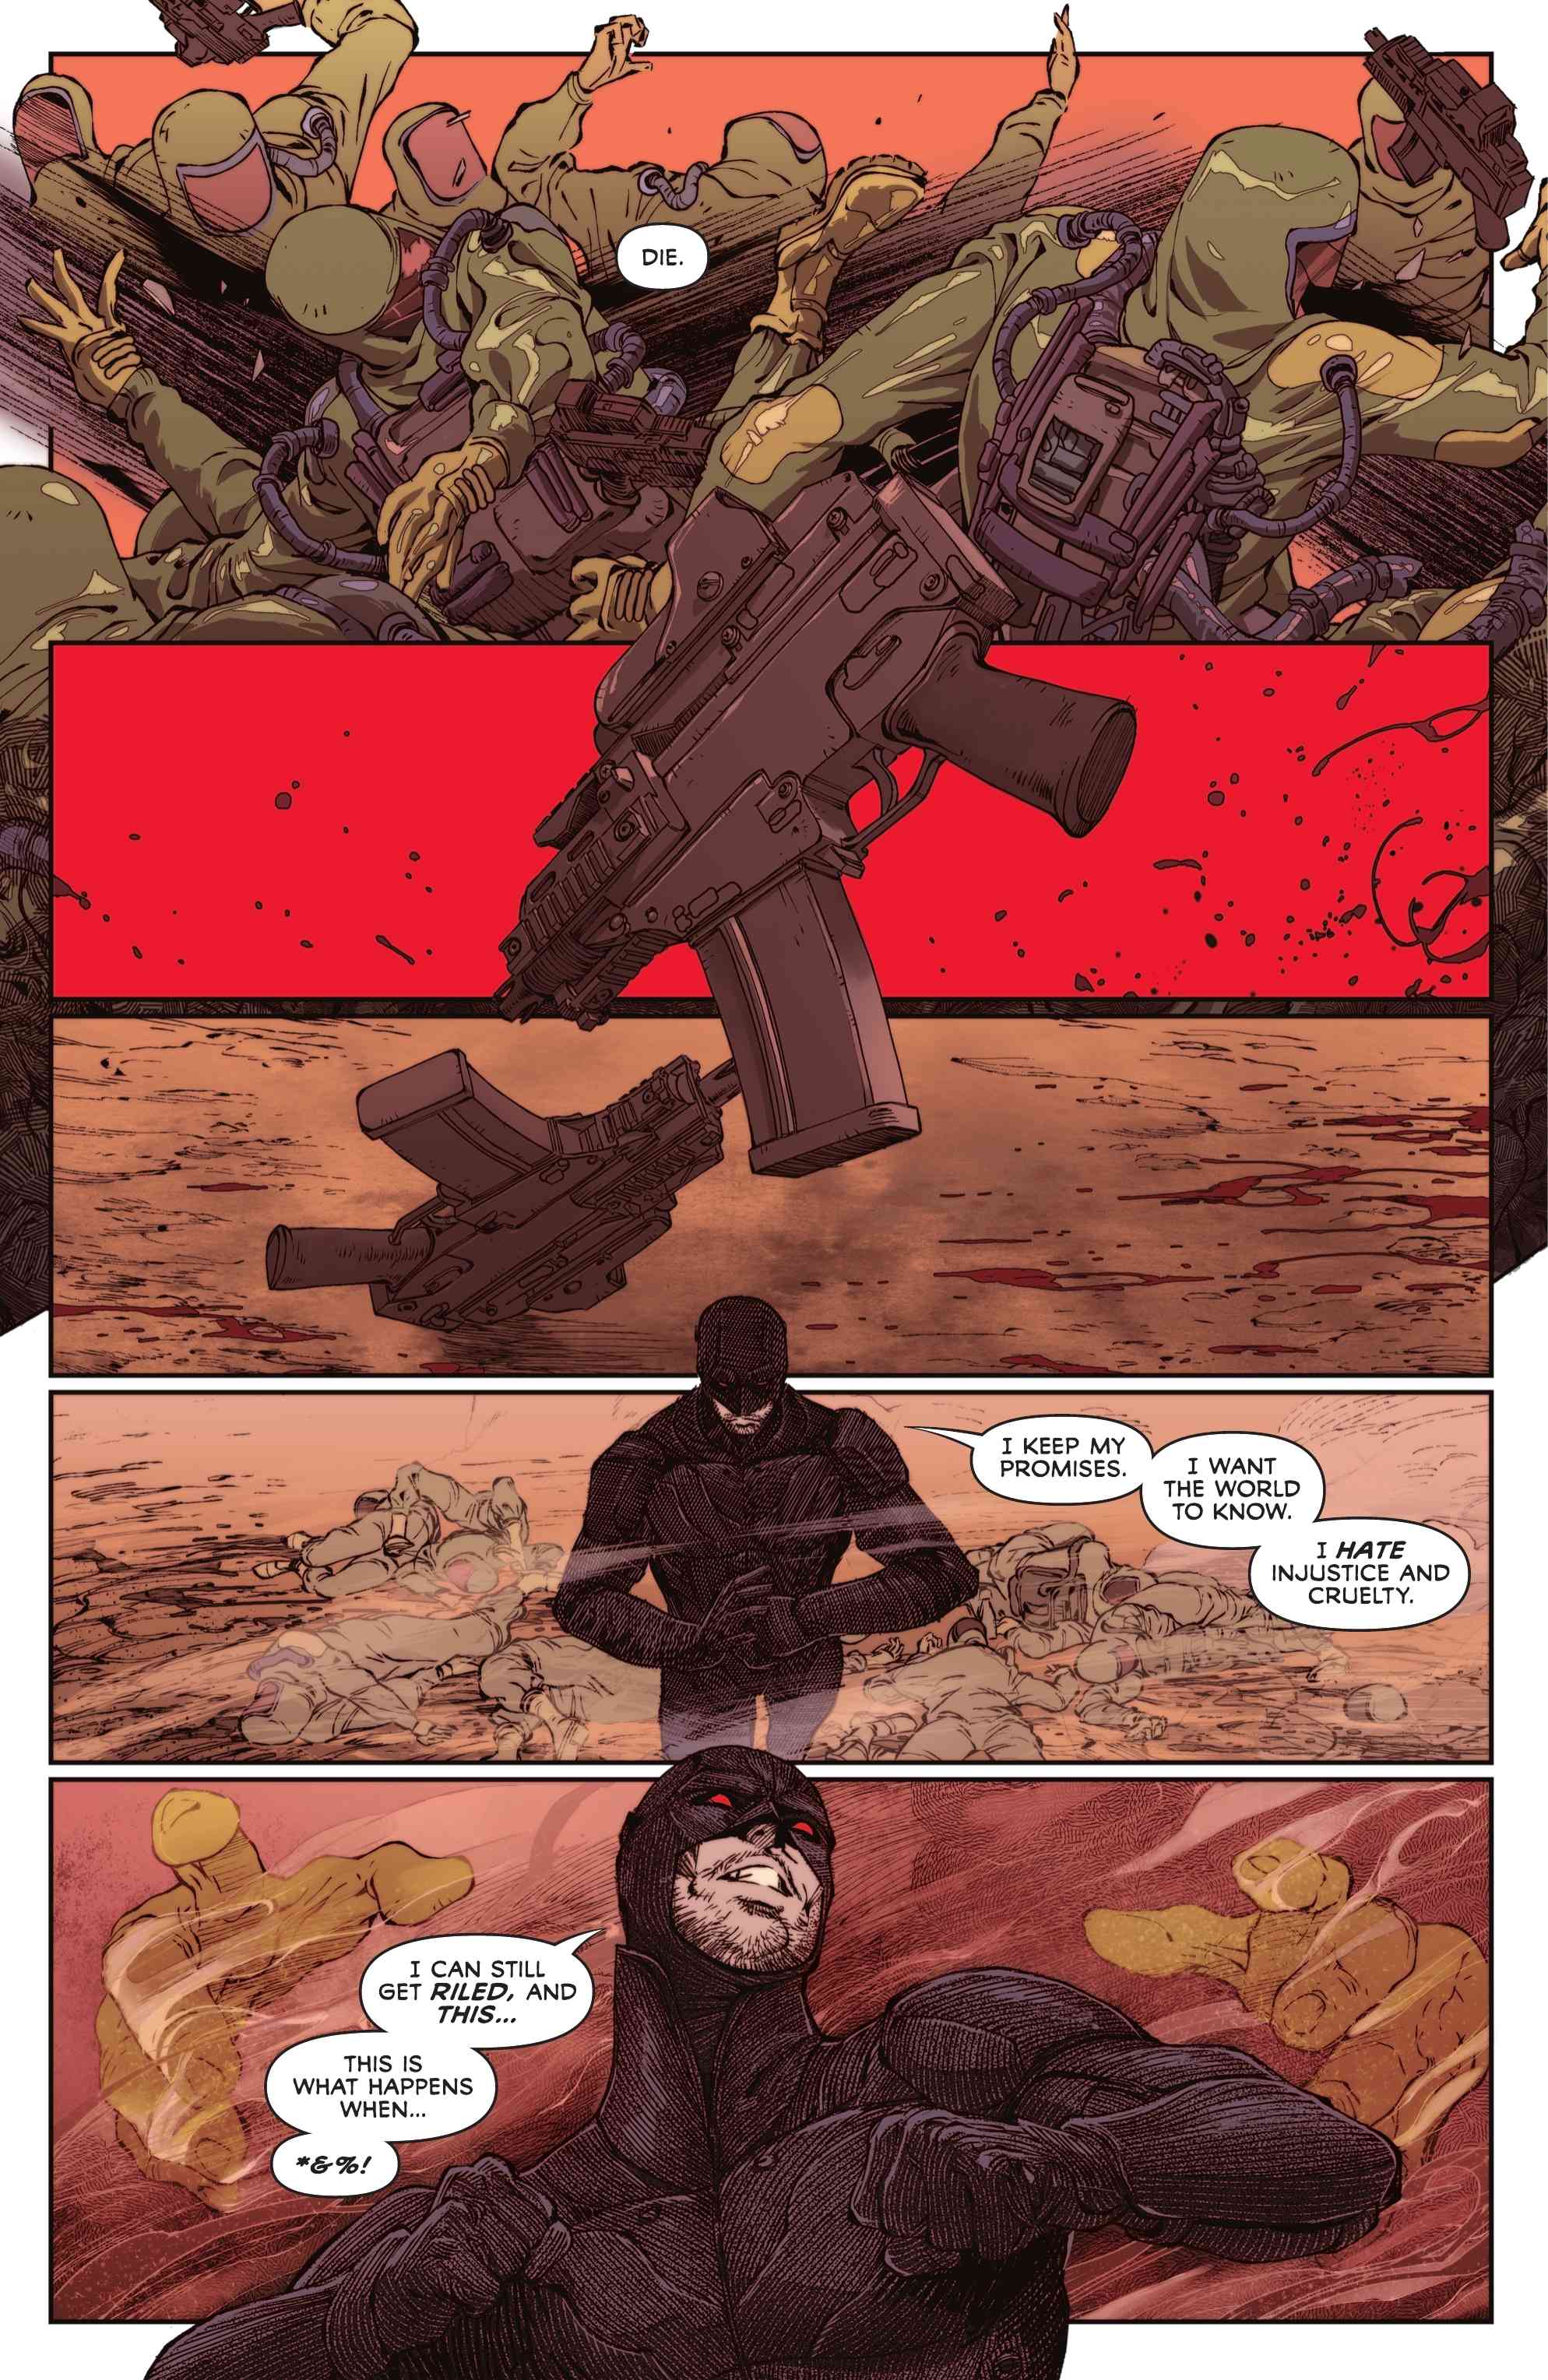 DIE.
I KEEP MY
PROMISES.
I WANT
THE WORLD
TO KNOW.
I HATE
INJUSTICE AND
CRUELTY.
I CAN STILL
GET RILED, AND
THIS...
THIS IS
WHAT HAPPENS
WHEN...
*&%!